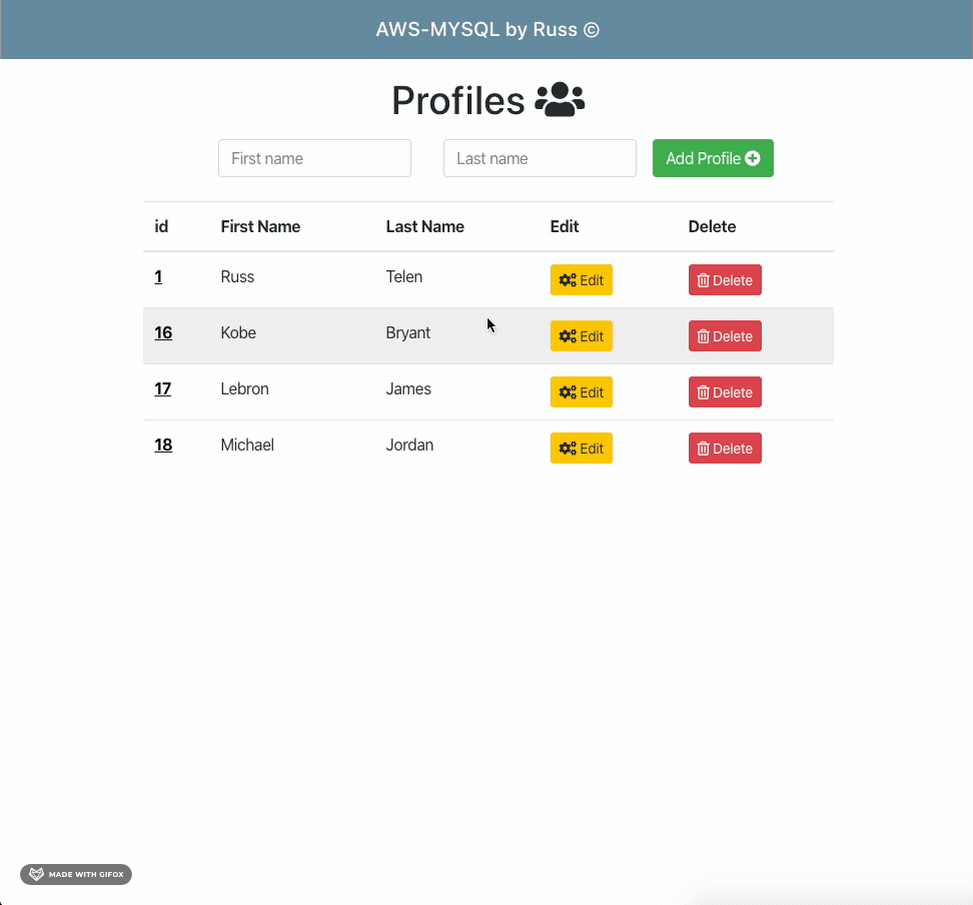 AWS-MYSQL by Russ ©
Profiles
First name Last name Add Profile
id First Name Last Name Edit Delete
1 Russ Telen Edit Delete
16 Kobe Bryant Edit Delete
17 Lebron James Edit Delete
18 Michael Jordan Edit Delete
MADE WITH GIFOX